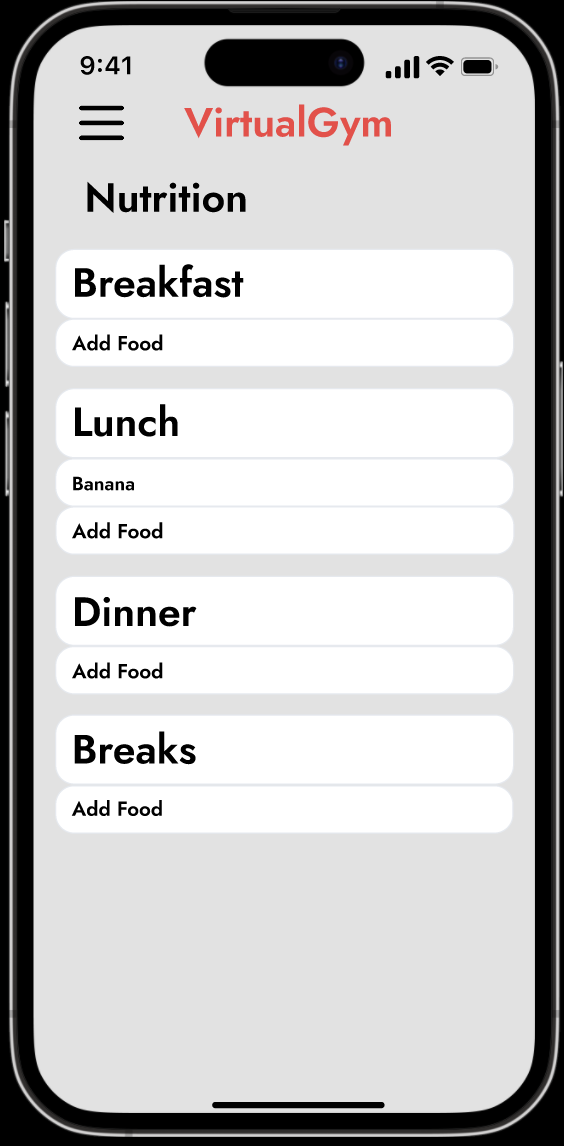 9:41
VirtualGym
Nutrition
Breakfast
Add Food
Lunch
Banana
Add Food
Dinner
Add Food
Breaks
Add Food